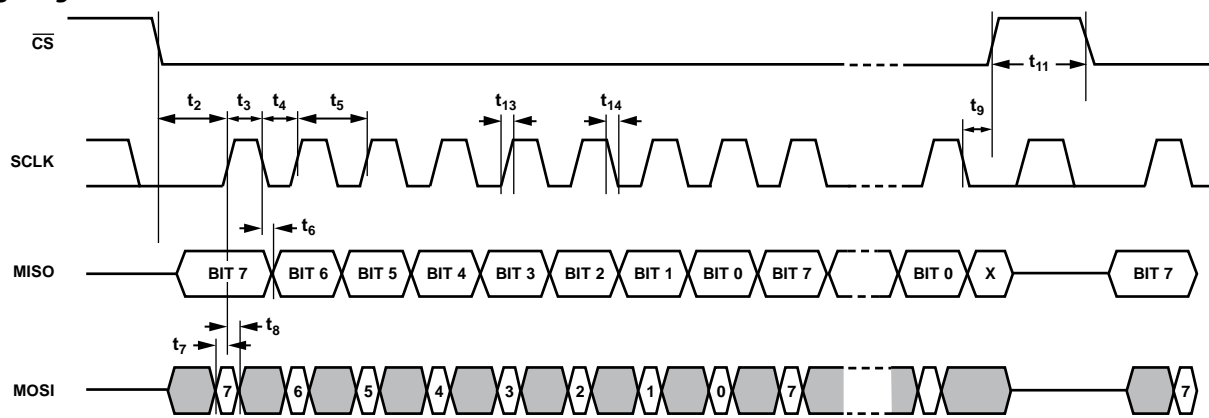 CS
t11
t2 t3 t4 t5 t13 t14 t9
SCLK
t6
MISO BIT 7 BIT 6 BIT 5 BIT 4 BIT 3 BIT 2 BIT 1 BIT 0 BIT 7 BIT 0 X BIT 7
t7 t8
MOSI 7 6 5 4 3 2 1 0 7 7